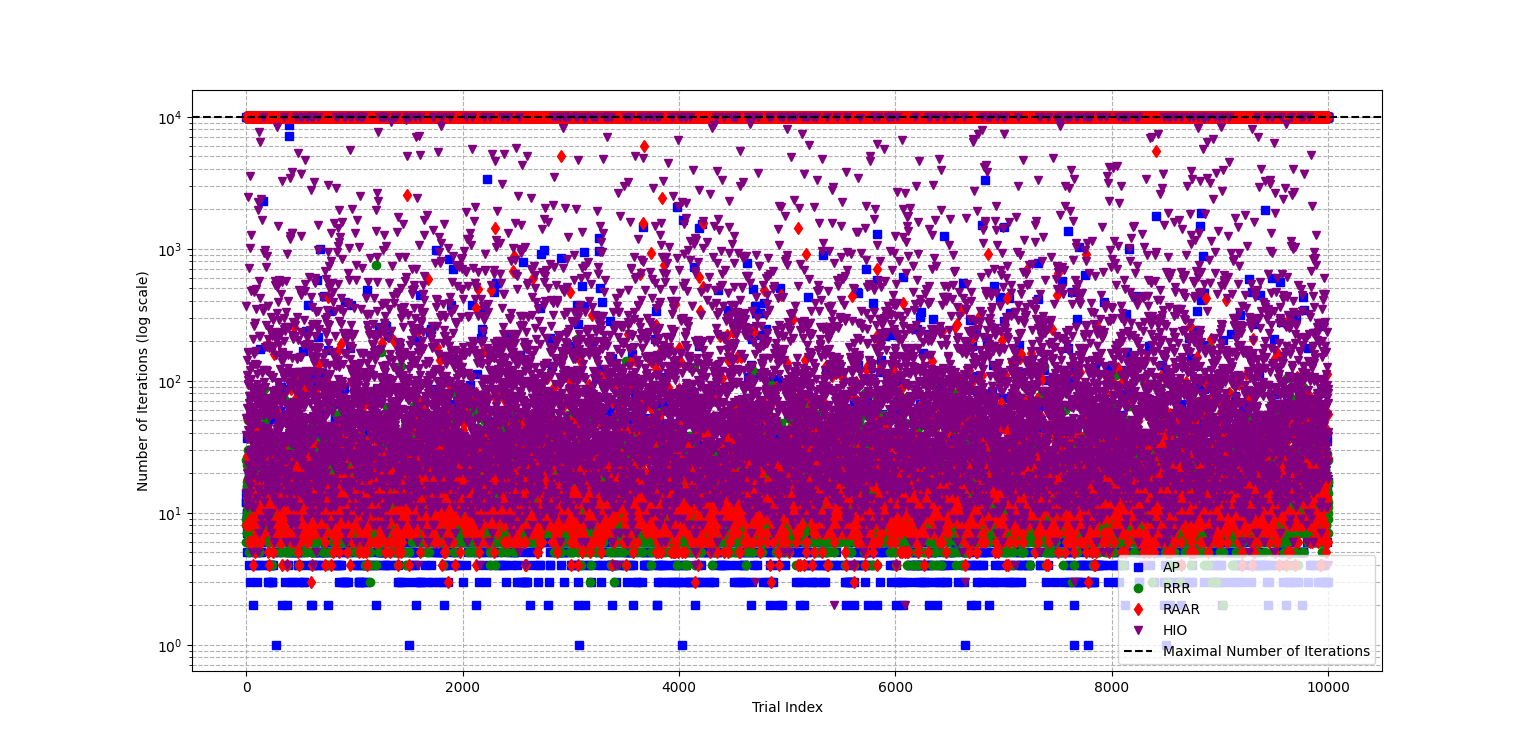 Number of Iterations (log scale)
10⁴
10³
10²
10¹
10⁰
0 2000 4000 6000 8000 10000
Trial Index
AP
RRR
RAAR
HIO
Maximal Number of Iterations